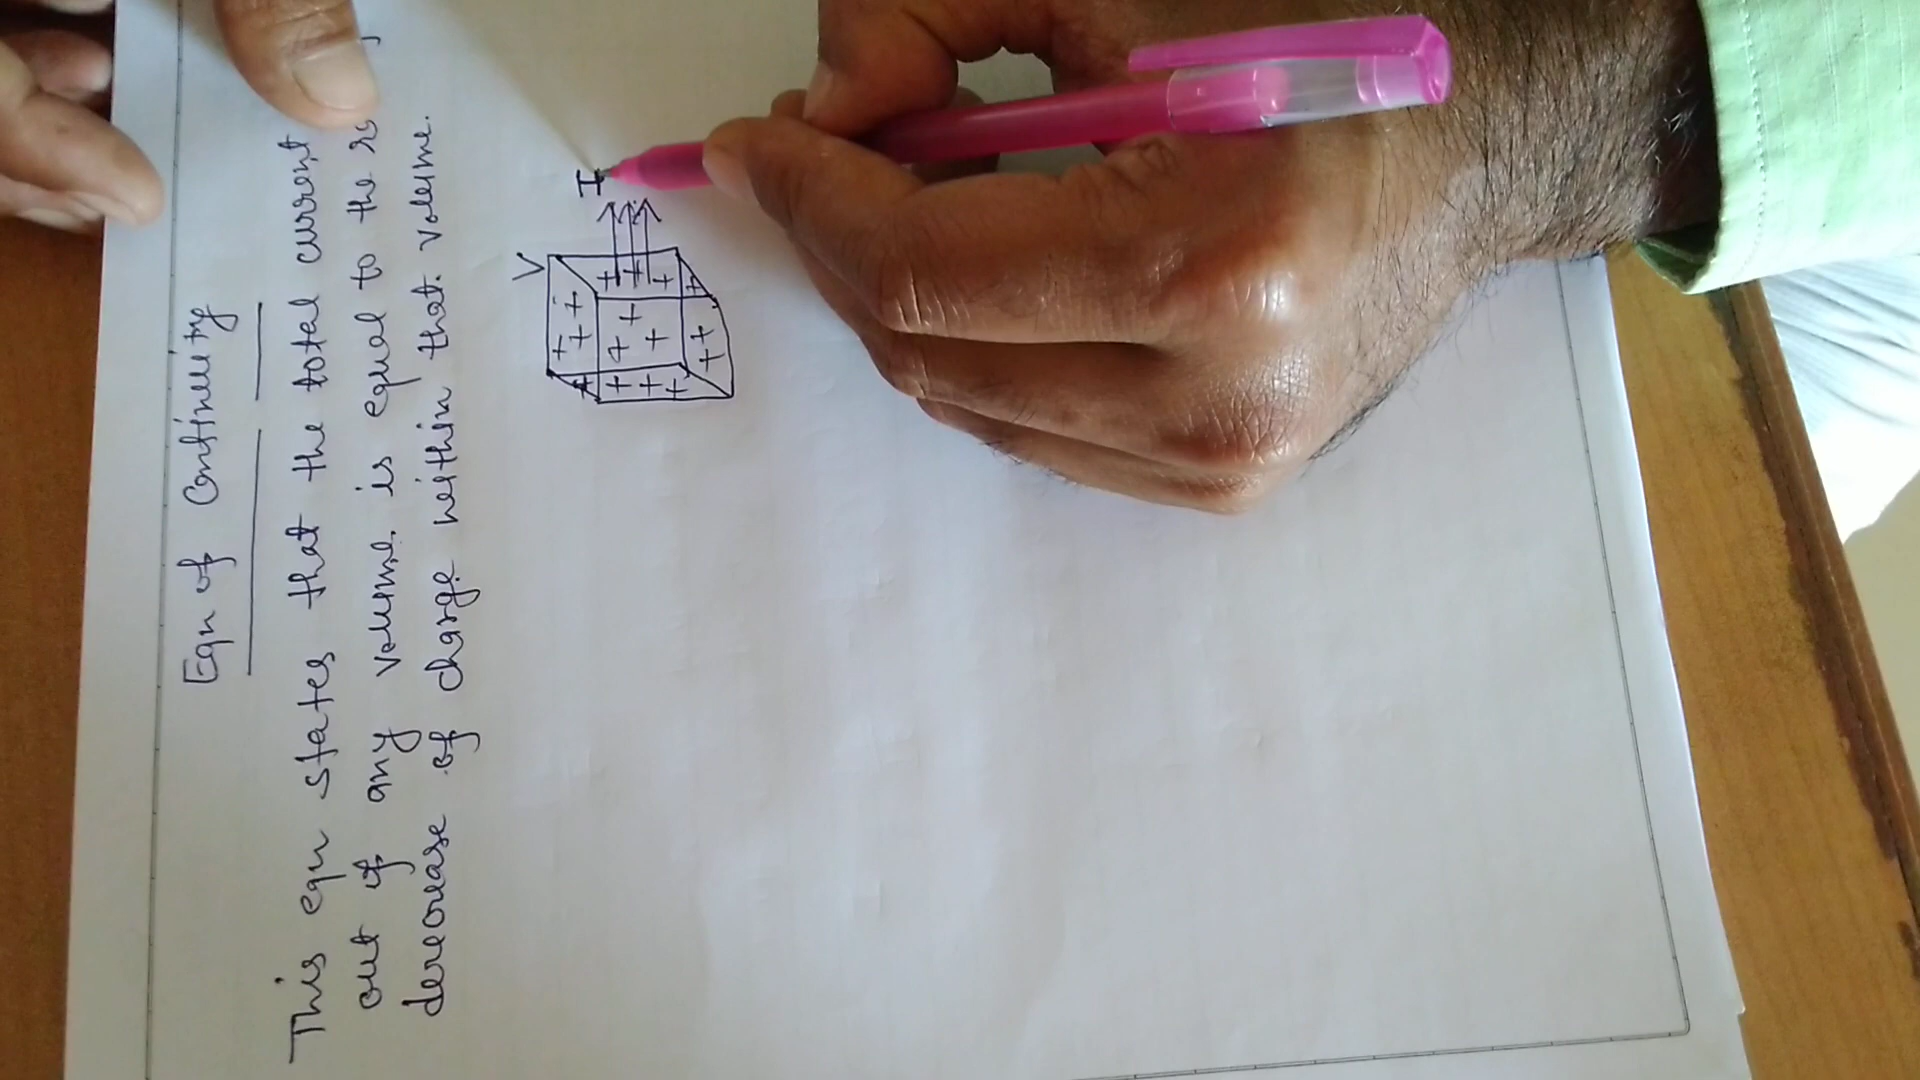 Eqn of Continuity
This eqn states that the total current
out of any volume is equal to the
decrease of charge within that volume.
V
I
+ + + + + + + + + + + + + + + + + + +